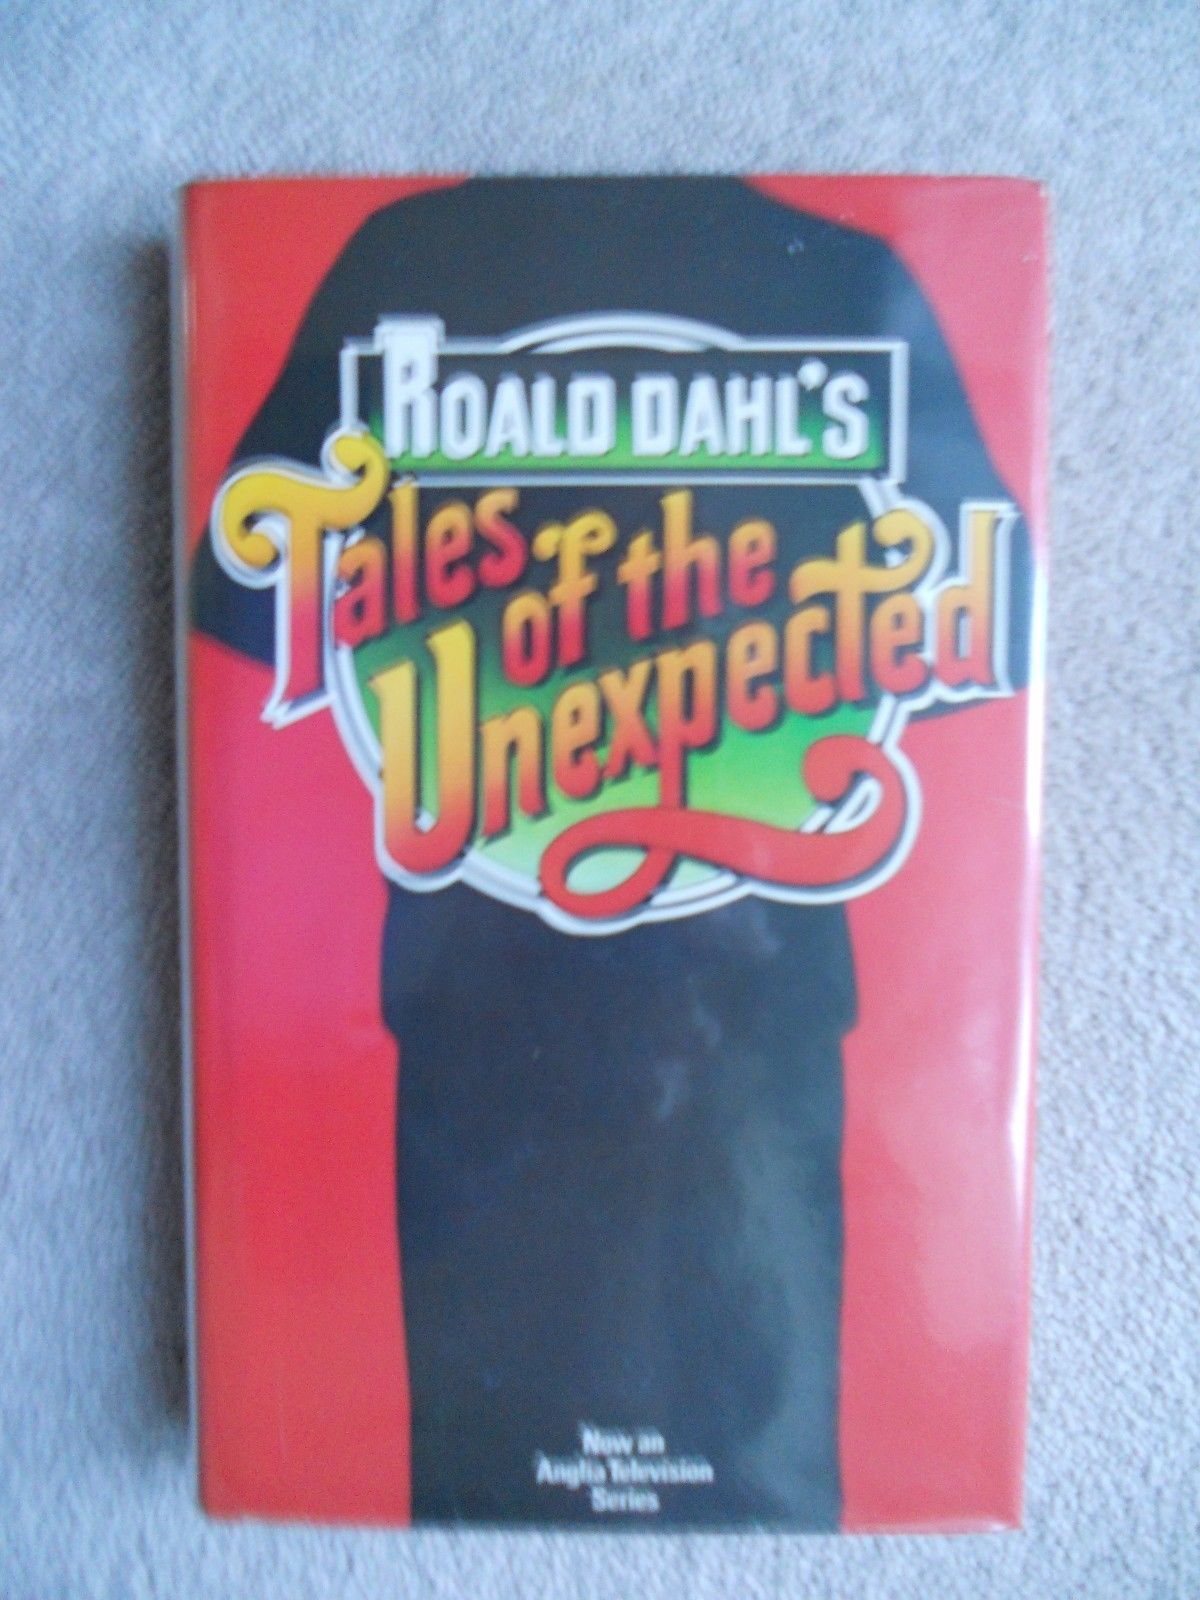 ROALD DAHL'S
Tales of the
Unexpected
Now an
Anglia Television
Series